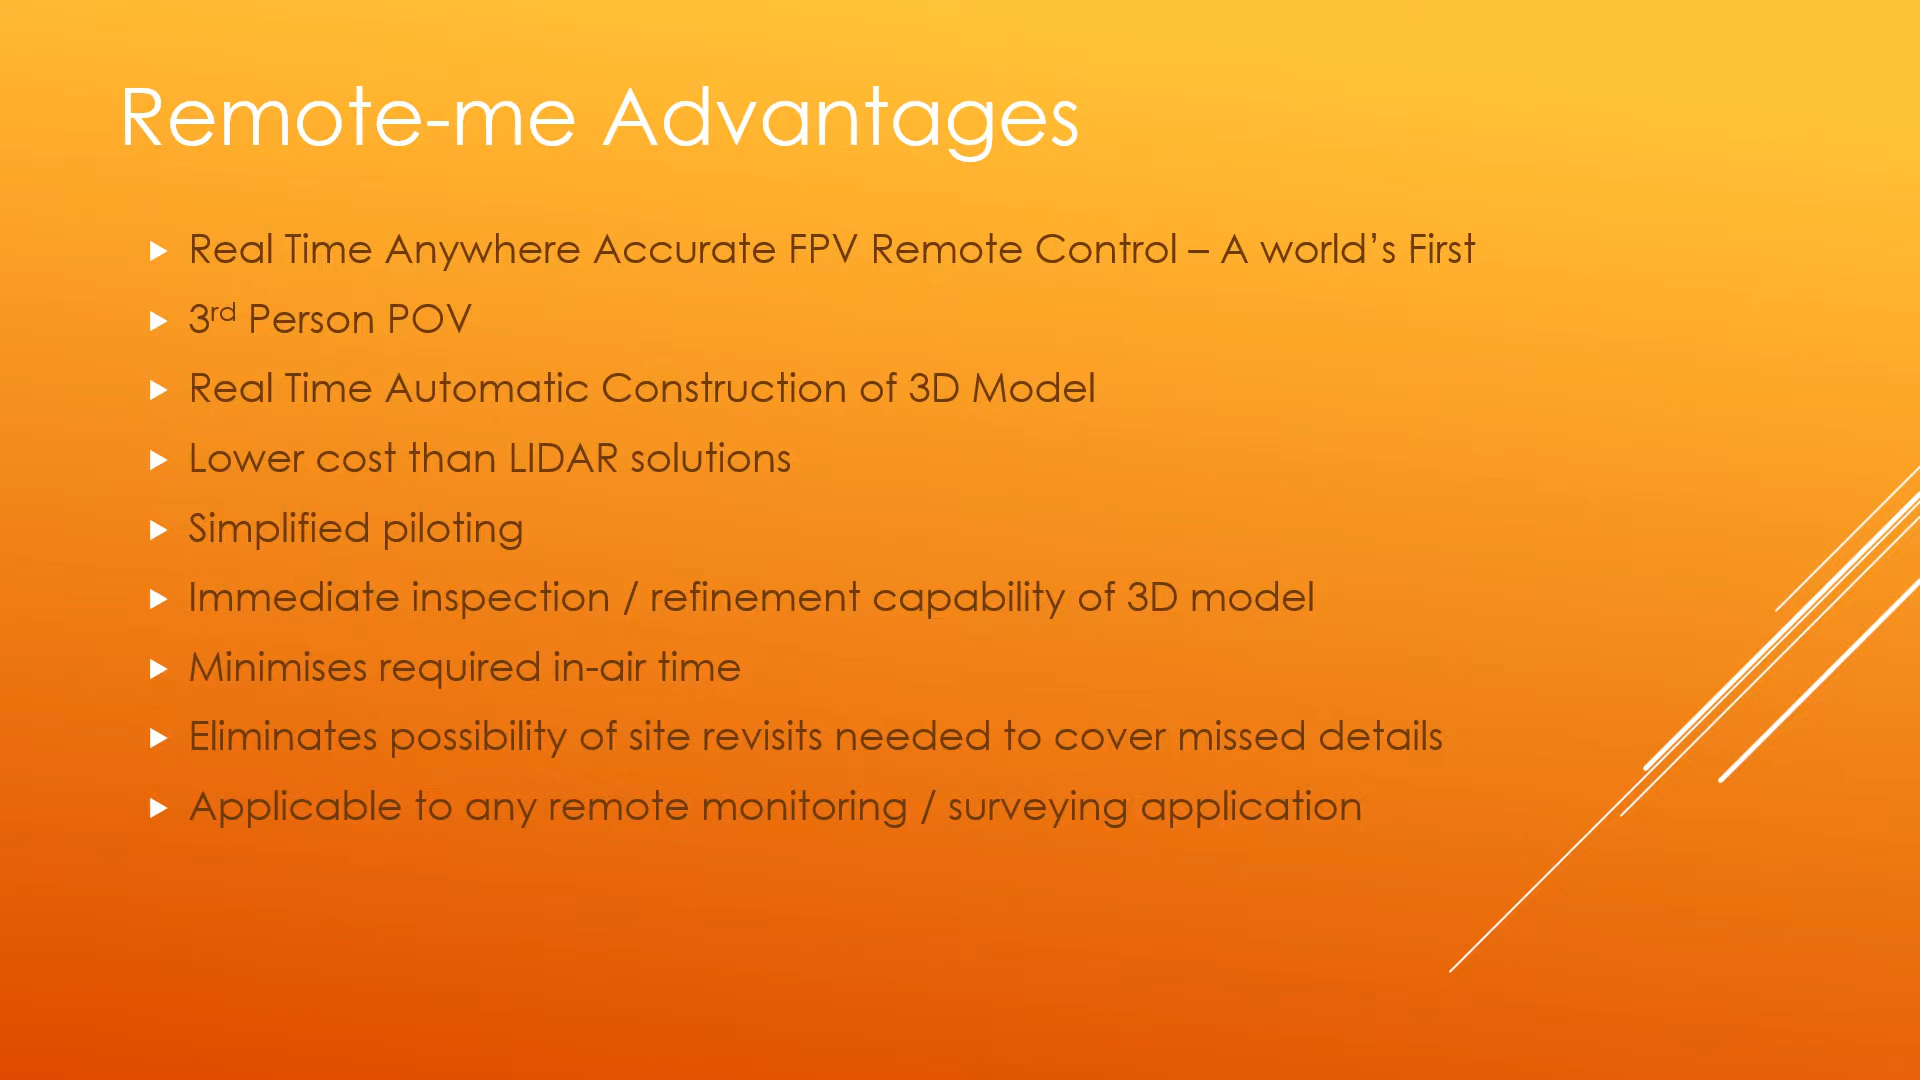 Remote-me Advantages
Real Time Anywhere Accurate FPV Remote Control – A world's First
3rd Person POV
Real Time Automatic Construction of 3D Model
Lower cost than LIDAR solutions
Simplified piloting
Immediate inspection / refinement capability of 3D model
Minimises required in-air time
Eliminates possibility of site revisits needed to cover missed details
Applicable to any remote monitoring / surveying application